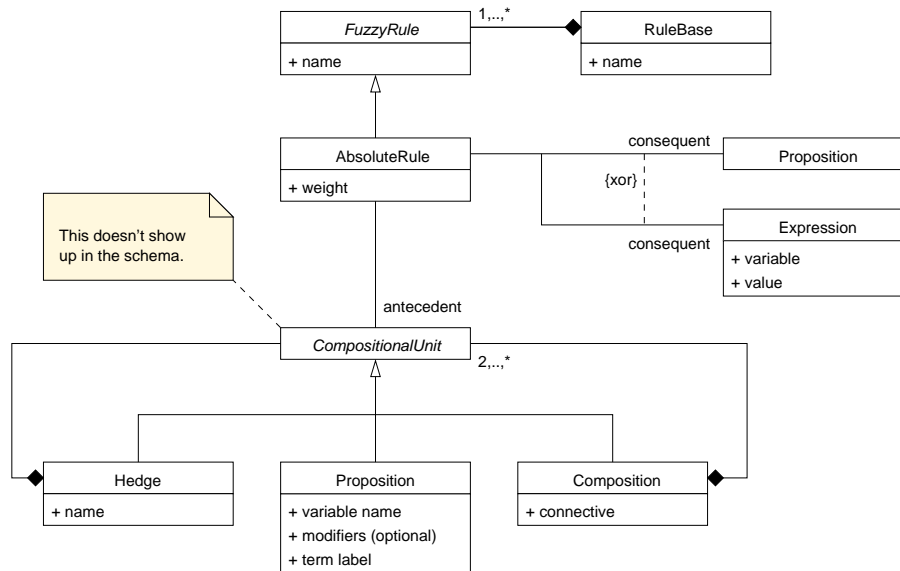 FuzzyRule
+ name
1,..,*
RuleBase
+ name
AbsoluteRule
+ weight
consequent
Proposition
{xor}
consequent
Expression
+ variable
+ value
This doesn't show
up in the schema.
antecedent
CompositionalUnit
2,..,*
Hedge
+ name
Proposition
+ variable name
+ modifiers (optional)
+ term label
Composition
+ connective